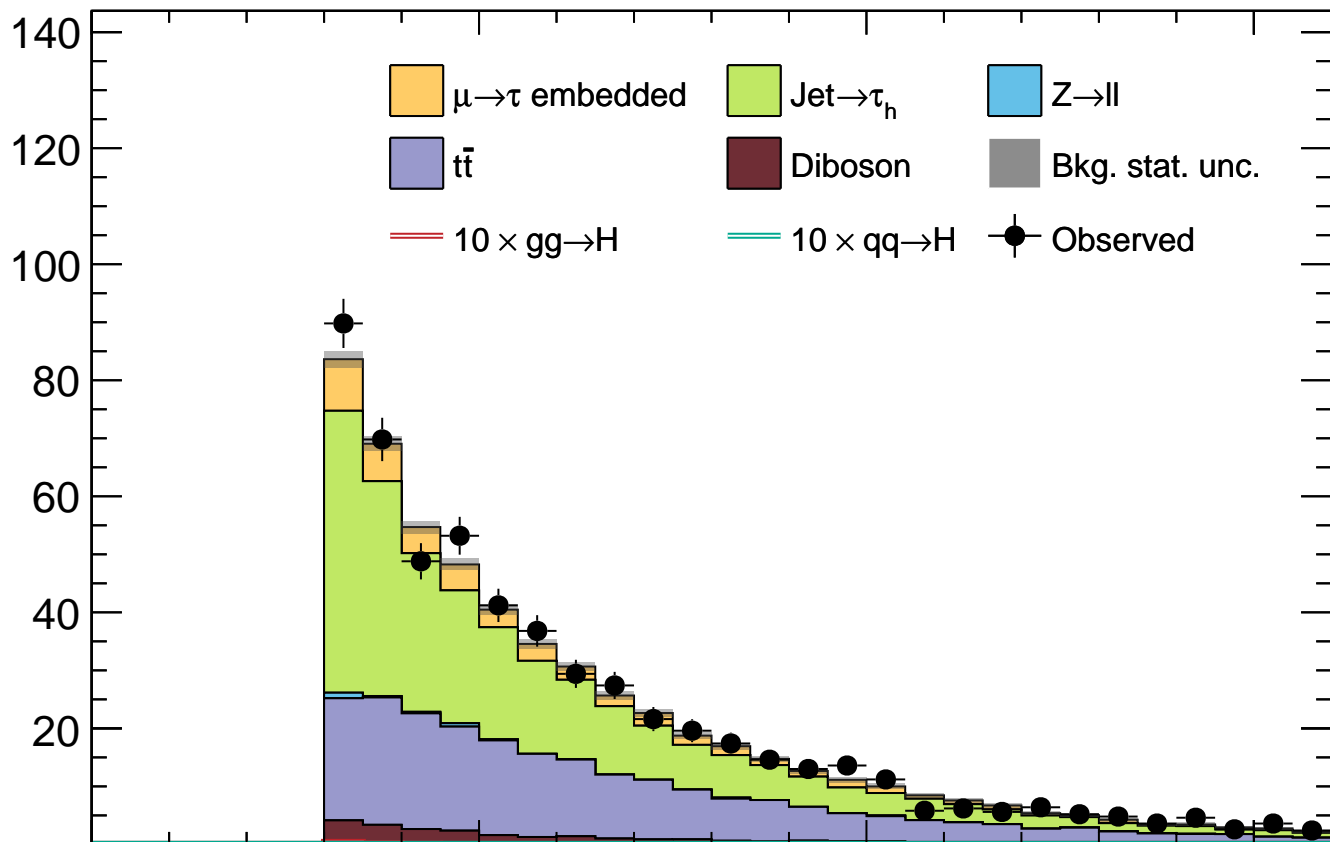 140
μ→τ embedded Jet→τₕ Z→ll
120
tt̄ Diboson Bkg. stat. unc.
10 × gg→H 10 × qq→H Observed
100
80
60
40
20